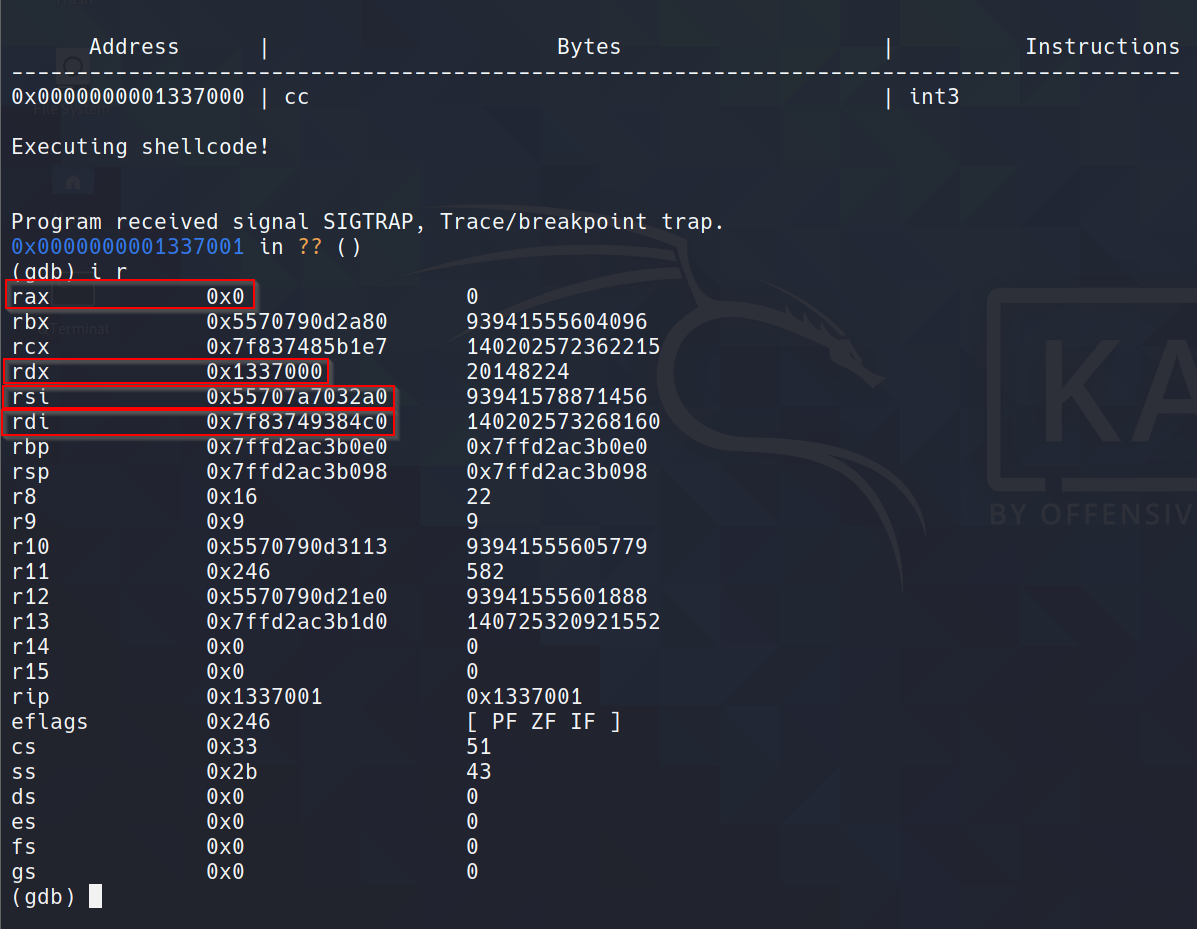 Address | Bytes | Instructions
------------------------------------------------------------------------------------------
0x0000000001337000 | cc | int3
Executing shellcode!
Program received signal SIGTRAP, Trace/breakpoint trap.
0x0000000001337001 in ?? ()
(gdb) i r
rax 0x0 0
rbx 0x5570790d2a80 93941555604096
rcx 0x7f837485b1e7 140202572362215
rdx 0x1337000 20148224
rsi 0x55707a7032a0 93941578871456
rdi 0x7f83749384c0 140202573268160
rbp 0x7ffd2ac3b0e0 0x7ffd2ac3b0e0
rsp 0x7ffd2ac3b098 0x7ffd2ac3b098
r8 0x16 22
r9 0x9 9
r10 0x5570790d3113 93941555605779
r11 0x246 582
r12 0x5570790d21e0 93941555601888
r13 0x7ffd2ac3b1d0 140725320921552
r14 0x0 0
r15 0x0 0
rip 0x1337001 0x1337001
eflags 0x246 [ PF ZF IF ]
cs 0x33 51
ss 0x2b 43
ds 0x0 0
es 0x0 0
fs 0x0 0
gs 0x0 0
(gdb)
KA
BY OFFENSIV
Terminal